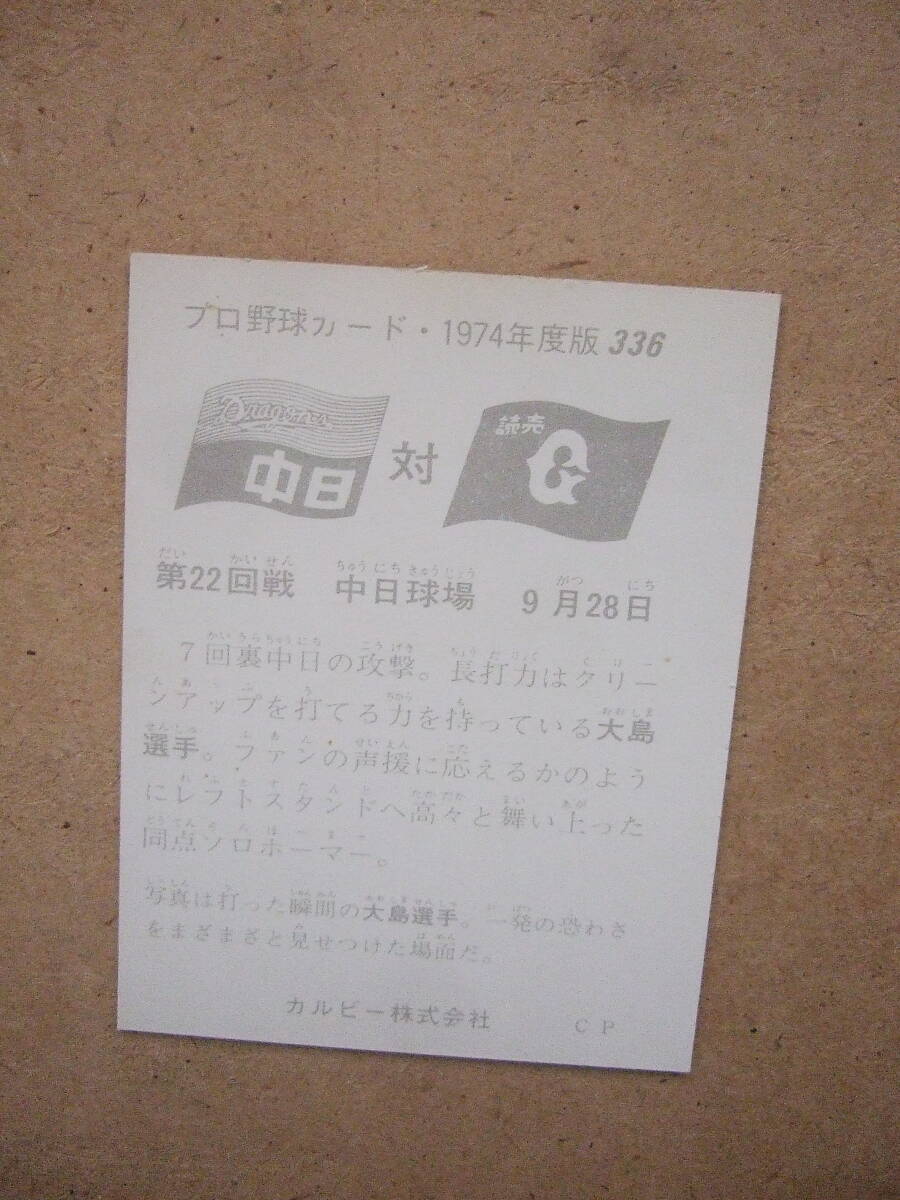 プロ野球カード・1974年度版 336
Dragons
中日
対
読売
G
第22回戦 中日球場 9月28日
7回裏中日の攻撃。長打力はクリー
ンアップを打てる力を持っている大島
選手。ファンの声援に応えるかのよう
にレフトスタンドへ高々と舞い上った
同点ソロホーマー。
写真は打った瞬間の大島選手。一発の恐わさ
をまざまざと見せつけた場面だ。
カルビー株式会社 CP